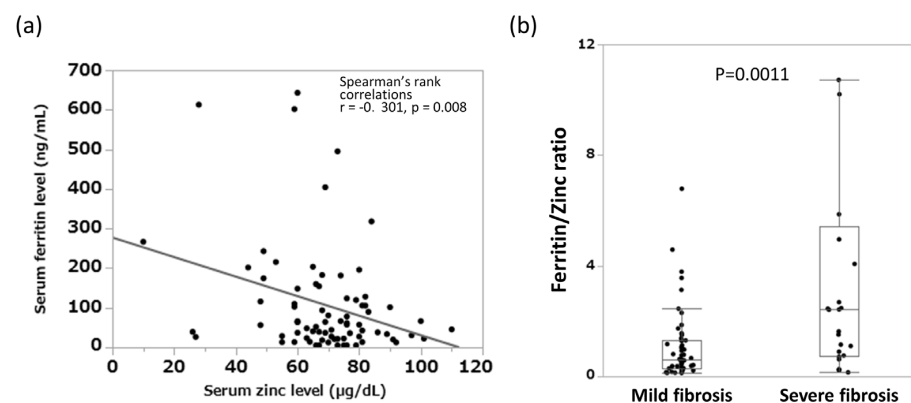 (a)
700
600
500
400
300
200
100
0
Serum ferritin level (ng/mL)
Spearman's rank
correlations
r = -0. 301, p = 0.008
0 20 40 60 80 100 120
Serum zinc level (μg/dL)
(b)
12
8
4
0
Ferritin/Zinc ratio
P=0.0011
Mild fibrosis Severe fibrosis